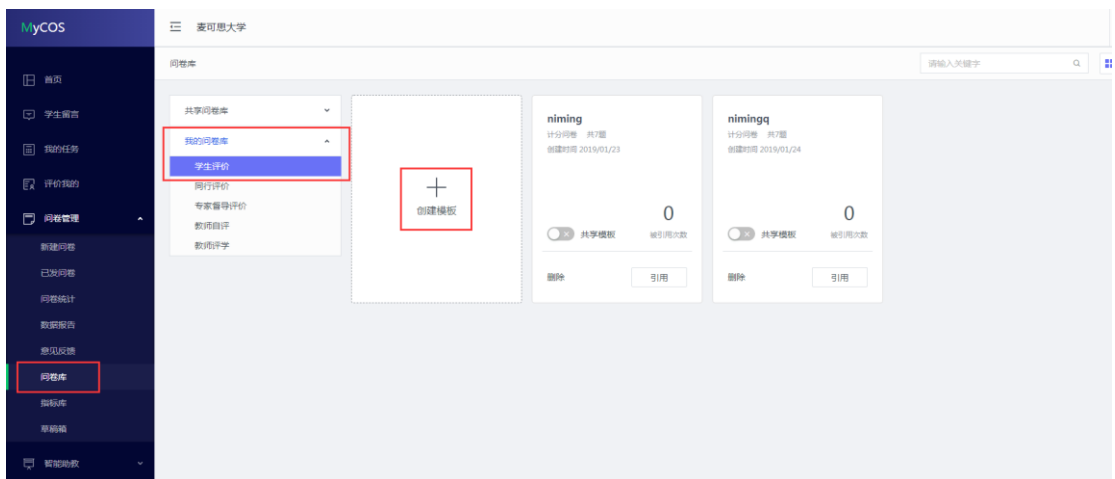 MyCOS
麦可思大学
首页
学生留言
我的任务
评价我的
问卷管理
新建问卷
已发问卷
问卷统计
数据报告
意见反馈
问卷库
指标库
草稿箱
智能助教
问卷库
请输入关键字
共享问卷库
我的问卷库
学生评价
同行评价
专家督导评价
教师自评
教师评学
创建模板
niming
计分问卷 共7题
创建时间 2019/01/23
0
共享模板 被引用次数
删除 引用
nimingq
计分问卷 共7题
创建时间 2019/01/24
0
共享模板 被引用次数
删除 引用